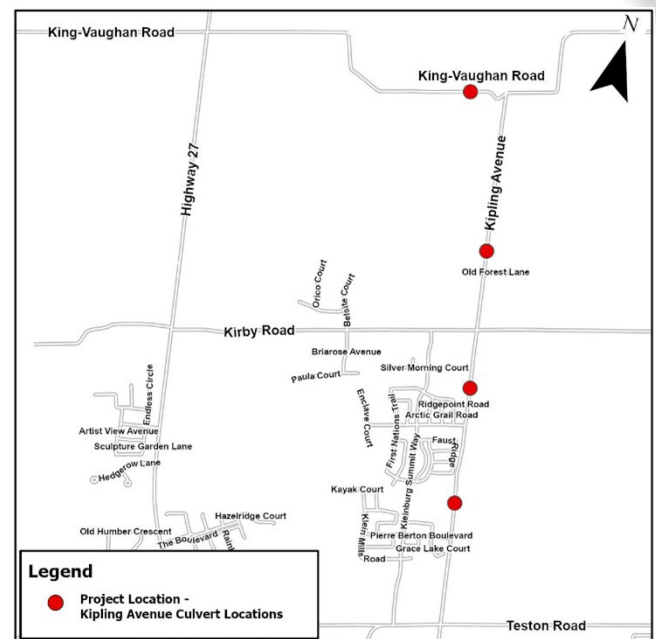 N
King-Vaughan Road
King-Vaughan Road
Highway 27
Kipling Avenue
Old Forest Lane
Orico Court
Belsite Court
Kirby Road
Briarose Avenue
Silver Morning Court
Paula Court
Endless Circle
Enclave Court
First Nations Trail
Ridgepoint Road
Arctic Grail Road
Artist View Avenue
Sculpture Garden Lane
Faust
Ridge
Hedgerow Lane
Kleinburg Summit Way
Kayak Court
Hazelridge Court
Old Humber Crescent
The Boulevard
Klein Mills
Road
Pierre Berton Boulevard
Grace Lake Court
Legend
Project Location -
Kipling Avenue Culvert Locations
Teston Road